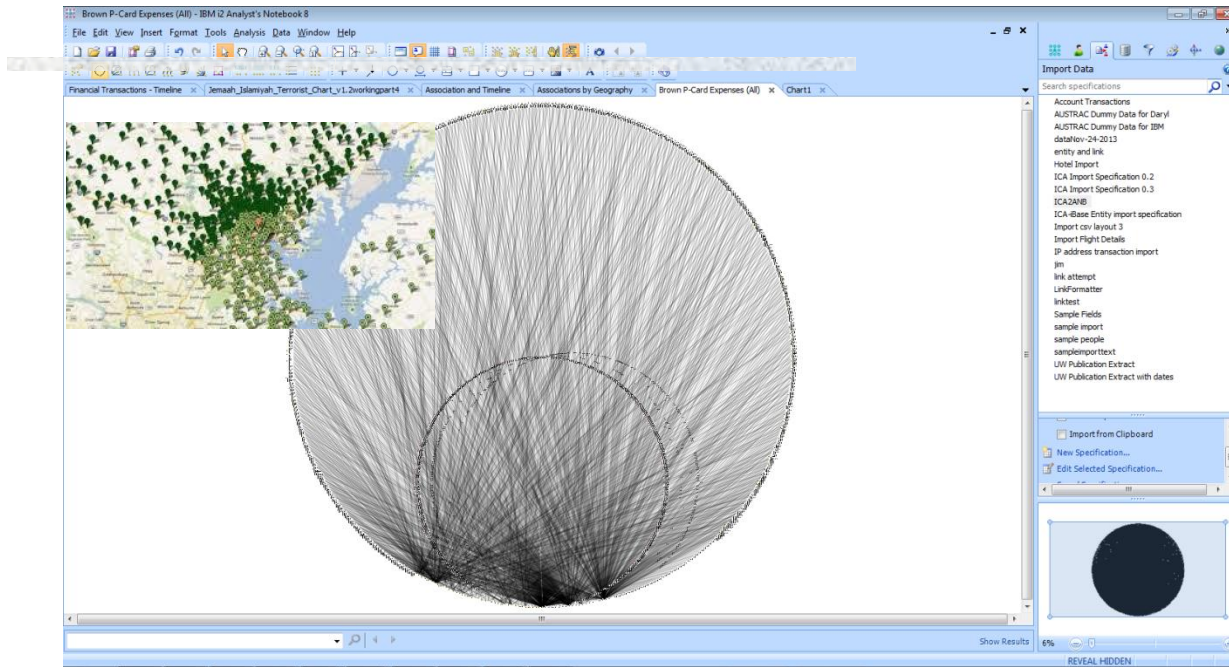 Brown P-Card Expenses (All) - IBM i2 Analyst's Notebook 8
File Edit View Insert Format Tools Analysis Data Window Help
Import Data
Search specifications
Financial Transactions - Timeline
Jemaah_Islamiyah_Terrorist_Chart_v1.2workingpart4
Association and Timeline
Associations by Geography
Brown P-Card Expenses (All)
Chart1
Account Transactions
AUSTRAC Dummy Data for Daryl
AUSTRAC Dummy Data for IBM
dataNov-24-2013
entity and link
Hotel Import
ICA Import Specification 0.2
ICA Import Specification 0.3
ICA2ANB
ICA-iBase Entity import specification
Import csv layout 3
Import Flight Details
IP address transaction import
jim
link attempt
LinkFormatter
linktest
Sample Fields
sample import
sample people
sampleimporttext
UW Publication Extract
UW Publication Extract with dates
Import from Clipboard
New Specification...
Edit Selected Specification...
Show Results
6%
REVEAL HIDDEN